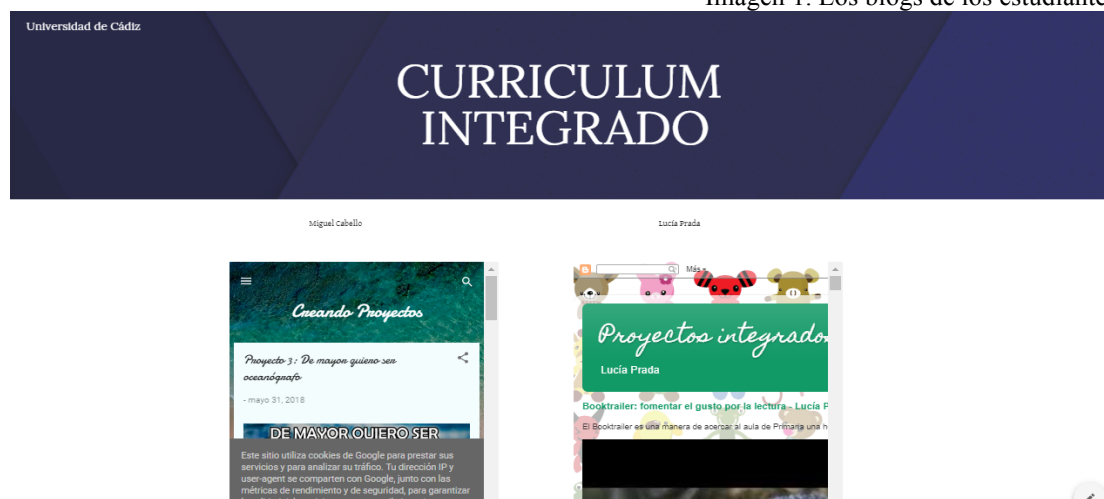 Imagen 1. Los blogs de los estudiante
Universidad de Cádiz
CURRICULUM
INTEGRADO
Miguel Cabello
Lucía Prada
Creando Proyectos
Proyecto 3: De mayor quiero ser
oceanógrafo
- mayo 31, 2018
DE MAYOR QUIERO SER
Este sitio utiliza cookies de Google para prestar sus
servicios y para analizar su tráfico. Tu dirección IP y
user-agent se comparten con Google, junto con las
métricas de rendimiento y de seguridad, para garantizar
Más
Proyectos integrados
Lucía Prada
Booktrailer: fomentar el gusto por la lectura - Lucía P
El Booktrailer es una manera de acercar al aula de Primaria una h